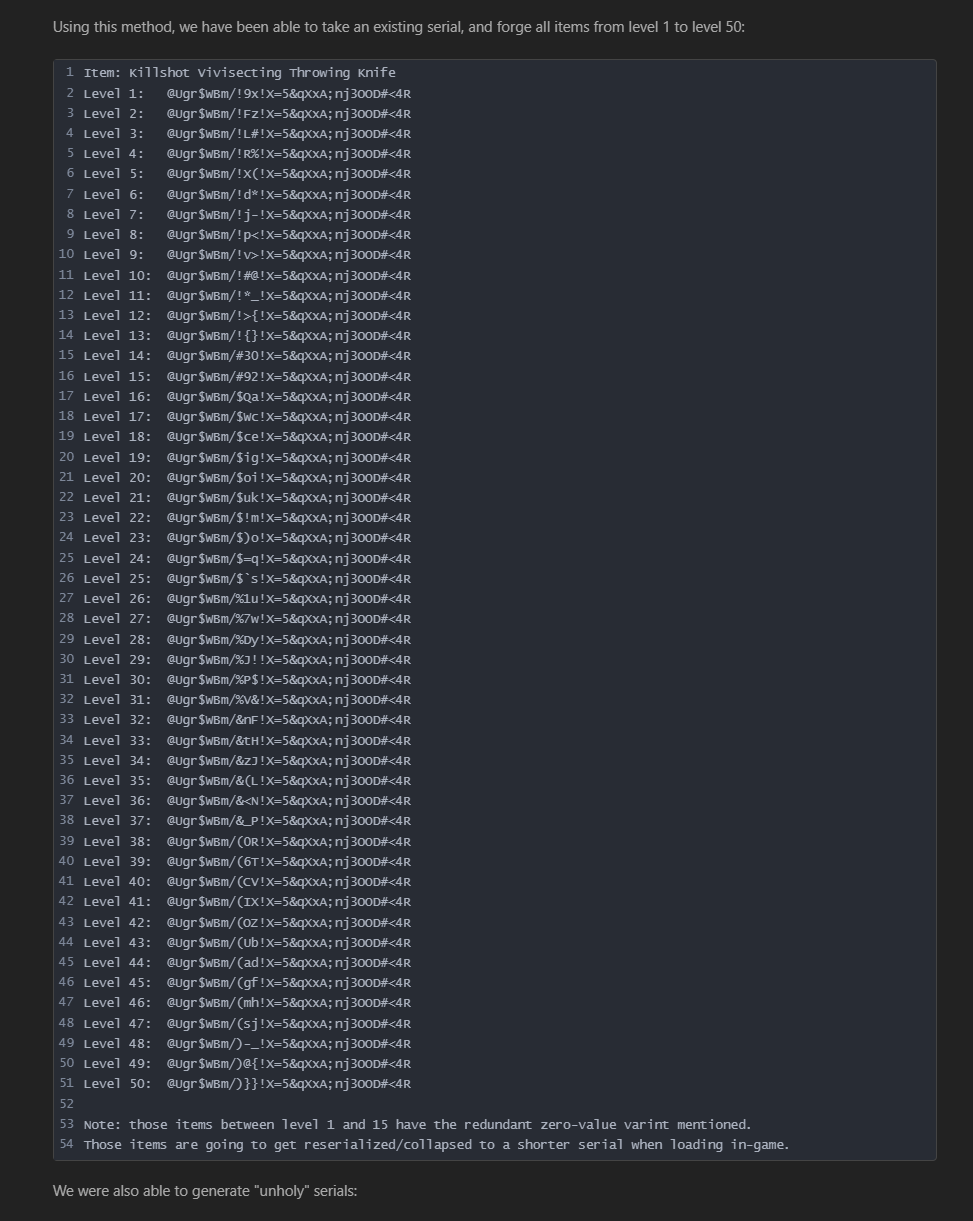 Using this method, we have been able to take an existing serial, and forge all items from level 1 to level 50:
1 Item: Killshot Vivisecting Throwing Knife
2 Level 1: @Ugr$WBm/!9x!X=5&qXxA;nj3OOD#<4R
3 Level 2: @Ugr$WBm/!Fz!X=5&qXxA;nj3OOD#<4R
4 Level 3: @Ugr$WBm/!L#!X=5&qXxA;nj3OOD#<4R
5 Level 4: @Ugr$WBm/!R%!X=5&qXxA;nj3OOD#<4R
6 Level 5: @Ugr$WBm/!X(!X=5&qXxA;nj3OOD#<4R
7 Level 6: @Ugr$WBm/!d*!X=5&qXxA;nj3OOD#<4R
8 Level 7: @Ugr$WBm/!j-!X=5&qXxA;nj3OOD#<4R
9 Level 8: @Ugr$WBm/!p<!X=5&qXxA;nj3OOD#<4R
10 Level 9: @Ugr$WBm/!v>!X=5&qXxA;nj3OOD#<4R
11 Level 10: @Ugr$WBm/!#@!X=5&qXxA;nj3OOD#<4R
12 Level 11: @Ugr$WBm/!*_!X=5&qXxA;nj3OOD#<4R
13 Level 12: @Ugr$WBm/!>{!X=5&qXxA;nj3OOD#<4R
14 Level 13: @Ugr$WBm/!{}!X=5&qXxA;nj3OOD#<4R
15 Level 14: @Ugr$WBm/#30!X=5&qXxA;nj3OOD#<4R
16 Level 15: @Ugr$WBm/#92!X=5&qXxA;nj3OOD#<4R
17 Level 16: @Ugr$WBm/$Qa!X=5&qXxA;nj3OOD#<4R
18 Level 17: @Ugr$WBm/$Wc!X=5&qXxA;nj3OOD#<4R
19 Level 18: @Ugr$WBm/$ce!X=5&qXxA;nj3OOD#<4R
20 Level 19: @Ugr$WBm/$ig!X=5&qXxA;nj3OOD#<4R
21 Level 20: @Ugr$WBm/$oi!X=5&qXxA;nj3OOD#<4R
22 Level 21: @Ugr$WBm/$uk!X=5&qXxA;nj3OOD#<4R
23 Level 22: @Ugr$WBm/$!m!X=5&qXxA;nj3OOD#<4R
24 Level 23: @Ugr$WBm/$)o!X=5&qXxA;nj3OOD#<4R
25 Level 24: @Ugr$WBm/$=q!X=5&qXxA;nj3OOD#<4R
26 Level 25: @Ugr$WBm/$`s!X=5&qXxA;nj3OOD#<4R
27 Level 26: @Ugr$WBm/%1u!X=5&qXxA;nj3OOD#<4R
28 Level 27: @Ugr$WBm/%7w!X=5&qXxA;nj3OOD#<4R
29 Level 28: @Ugr$WBm/%Dy!X=5&qXxA;nj3OOD#<4R
30 Level 29: @Ugr$WBm/%J!!X=5&qXxA;nj3OOD#<4R
31 Level 30: @Ugr$WBm/%P$!X=5&qXxA;nj3OOD#<4R
32 Level 31: @Ugr$WBm/%V&!X=5&qXxA;nj3OOD#<4R
33 Level 32: @Ugr$WBm/&nF!X=5&qXxA;nj3OOD#<4R
34 Level 33: @Ugr$WBm/&tH!X=5&qXxA;nj3OOD#<4R
35 Level 34: @Ugr$WBm/&zJ!X=5&qXxA;nj3OOD#<4R
36 Level 35: @Ugr$WBm/&(L!X=5&qXxA;nj3OOD#<4R
37 Level 36: @Ugr$WBm/&<N!X=5&qXxA;nj3OOD#<4R
38 Level 37: @Ugr$WBm/&_P!X=5&qXxA;nj3OOD#<4R
39 Level 38: @Ugr$WBm/(0R!X=5&qXxA;nj3OOD#<4R
40 Level 39: @Ugr$WBm/(6T!X=5&qXxA;nj3OOD#<4R
41 Level 40: @Ugr$WBm/(CV!X=5&qXxA;nj3OOD#<4R
42 Level 41: @Ugr$WBm/(IX!X=5&qXxA;nj3OOD#<4R
43 Level 42: @Ugr$WBm/(OZ!X=5&qXxA;nj3OOD#<4R
44 Level 43: @Ugr$WBm/(Ub!X=5&qXxA;nj3OOD#<4R
45 Level 44: @Ugr$WBm/(ad!X=5&qXxA;nj3OOD#<4R
46 Level 45: @Ugr$WBm/(gf!X=5&qXxA;nj3OOD#<4R
47 Level 46: @Ugr$WBm/(mh!X=5&qXxA;nj3OOD#<4R
48 Level 47: @Ugr$WBm/(sj!X=5&qXxA;nj3OOD#<4R
49 Level 48: @Ugr$WBm/)-_!X=5&qXxA;nj3OOD#<4R
50 Level 49: @Ugr$WBm/)@{!X=5&qXxA;nj3OOD#<4R
51 Level 50: @Ugr$WBm/)}}!X=5&qXxA;nj3OOD#<4R
52
53 Note: those items between level 1 and 15 have the redundant zero-value varint mentioned.
54 Those items are going to get reserialized/collapsed to a shorter serial when loading in-game.
We were also able to generate "unholy" serials: